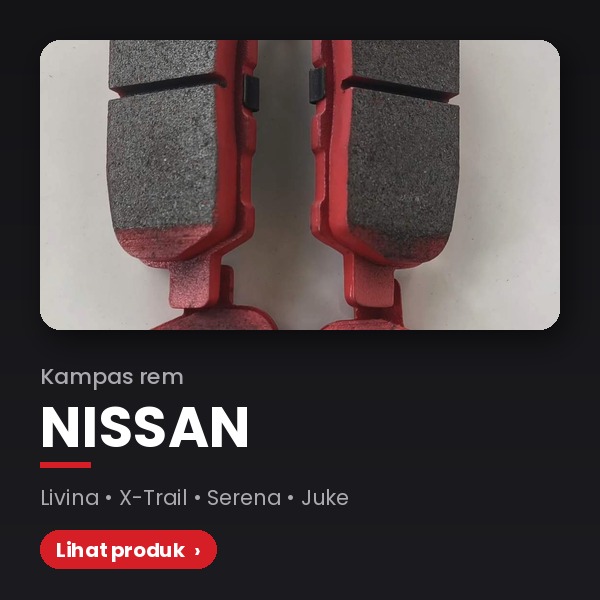 Kampas rem
NISSAN
Livina • X-Trail • Serena • Juke
Lihat produk ›